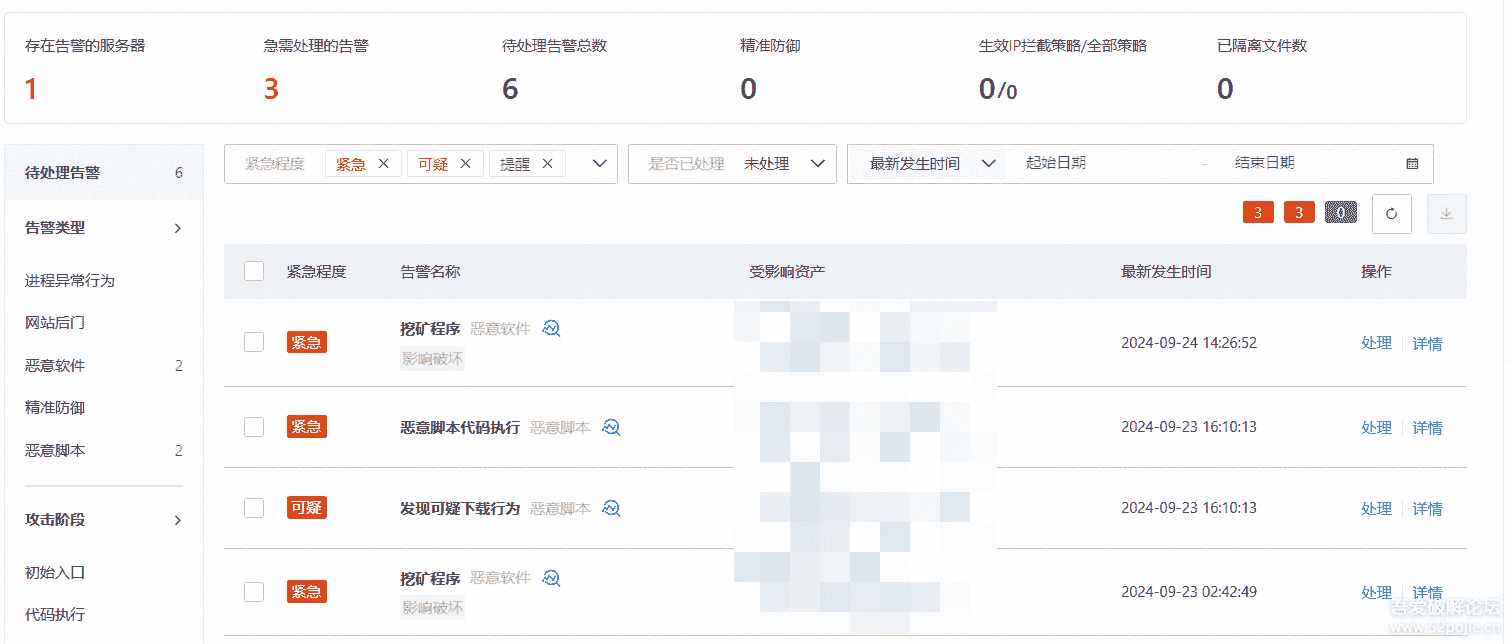 存在告警的服务器 急需处理的告警 待处理告警总数 精准防御 生效IP拦截策略/全部策略 已隔离文件数
1 3 6 0 0/0 0
待处理告警 6
告警类型
进程异常行为
网站后门
恶意软件 2
精准防御
恶意脚本 2
攻击阶段
初始入口
代码执行
紧急程度 紧急 可疑 提醒 是否已处理 未处理 最新发生时间 起始日期 - 结束日期
3 3 0
紧急程度 告警名称 受影响资产 最新发生时间 操作
紧急 挖矿程序 恶意软件 2024-09-24 14:26:52 处理 详情
影响破坏
紧急 恶意脚本代码执行 恶意脚本 2024-09-23 16:10:13 处理 详情
可疑 发现可疑下载行为 恶意脚本 2024-09-23 16:10:13 处理 详情
紧急 挖矿程序 恶意软件 2024-09-23 02:42:49 处理 详情
影响破坏
吾爱破解论坛
www.52pojie.cn